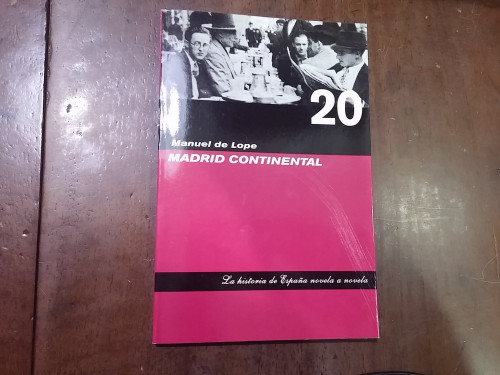 20
Manuel de Lope
MADRID CONTINENTAL
La historia de España novela a novela